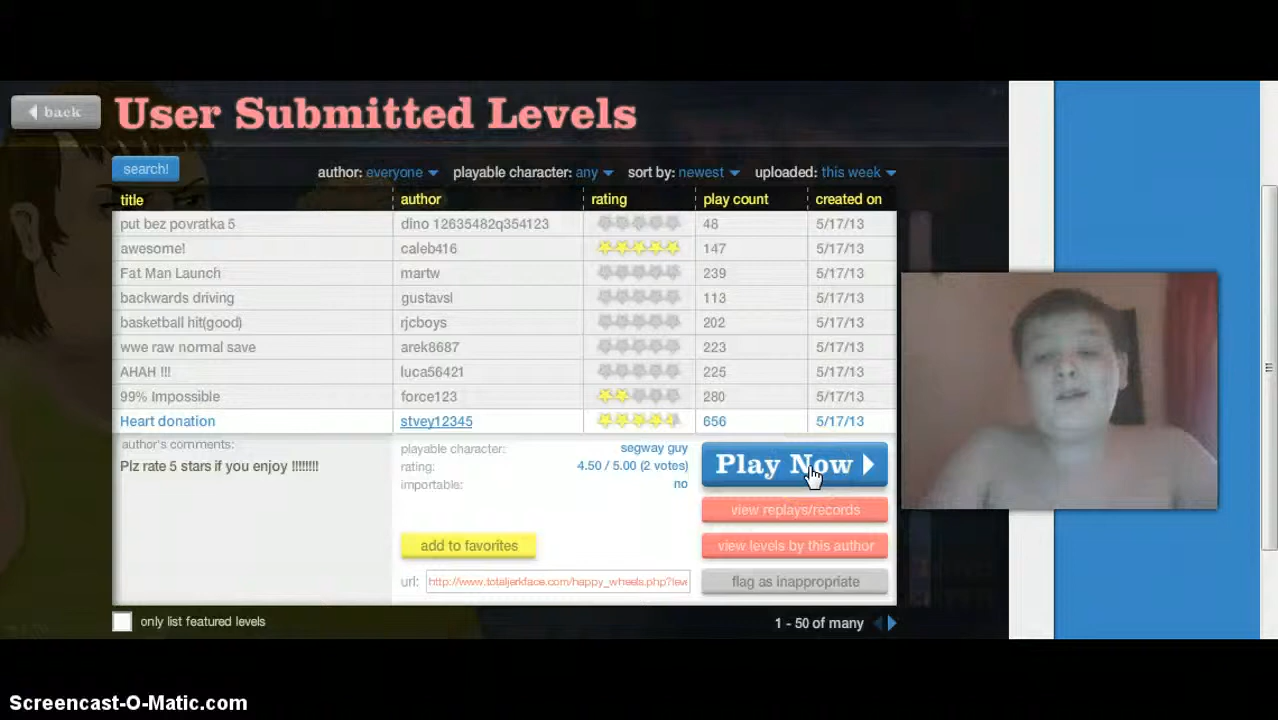 back
User Submitted Levels
search!
author: everyone playable character: any sort by: newest uploaded: this week
title author rating play count created on
put bez povratka 5 dino 12635482q354123 48 5/17/13
awesome! caleb416 147 5/17/13
Fat Man Launch martw 239 5/17/13
backwards driving gustavsl 113 5/17/13
basketball hit(good) rjcboys 202 5/17/13
wwe raw normal save arek8687 223 5/17/13
AHAH !!! luca56421 225 5/17/13
99% Impossible force123 280 5/17/13
Heart donation stvey12345 656 5/17/13
author's comments:
Plz rate 5 stars if you enjoy !!!!!!!!
playable character: segway guy
rating: 4.50 / 5.00 (2 votes)
importable: no
Play Now
view replays/records
add to favorites
view levels by this author
url: http://www.totaljerkface.com/happy_wheels.php?leve
flag as inappropriate
only list featured levels
1 - 50 of many
Screencast-O-Matic.com